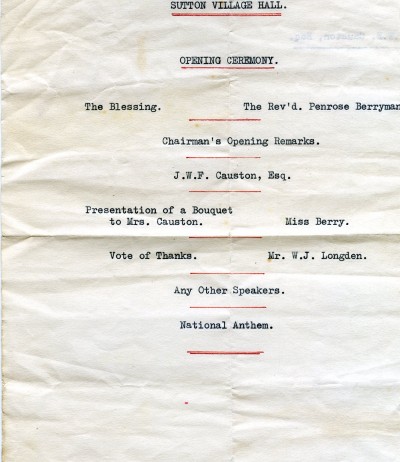 SUTTON VILLAGE HALL.
OPENING CEREMONY.
The Blessing. The Rev'd. Penrose Berryman
Chairman's Opening Remarks.
J.W.F. Causton, Esq.
Presentation of a Bouquet
to Mrs. Causton. Miss Berry.
Vote of Thanks. Mr. W.J. Longden.
Any Other Speakers.
National Anthem.